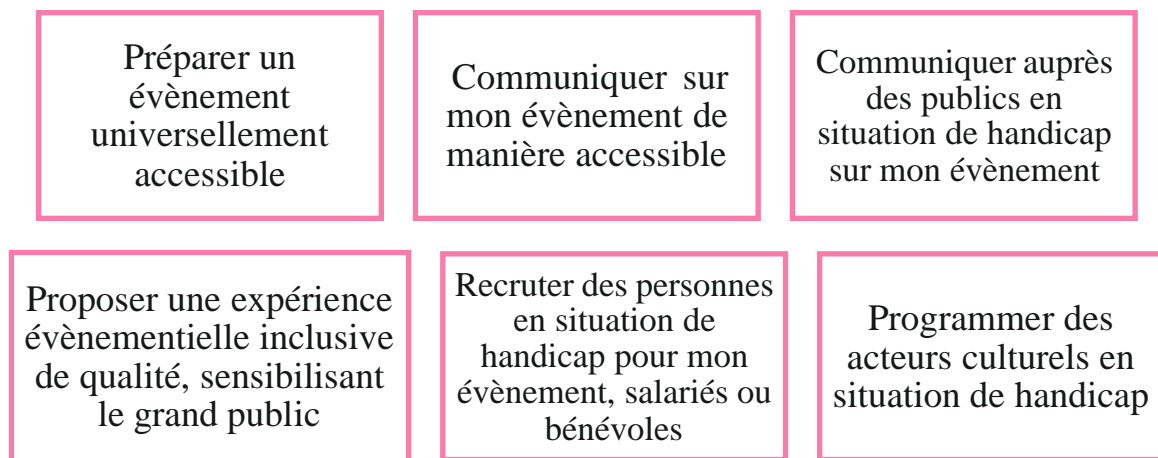 Préparer un
évènement
universellement
accessible
Communiquer sur
mon évènement de
manière accessible
Communiquer auprès
des publics en
situation de handicap
sur mon évènement
Proposer une expérience
évènementielle inclusive
de qualité, sensibilisant
le grand public
Recruter des personnes
en situation de
handicap pour mon
évènement, salariés ou
bénévoles
Programmer des
acteurs culturels en
situation de handicap